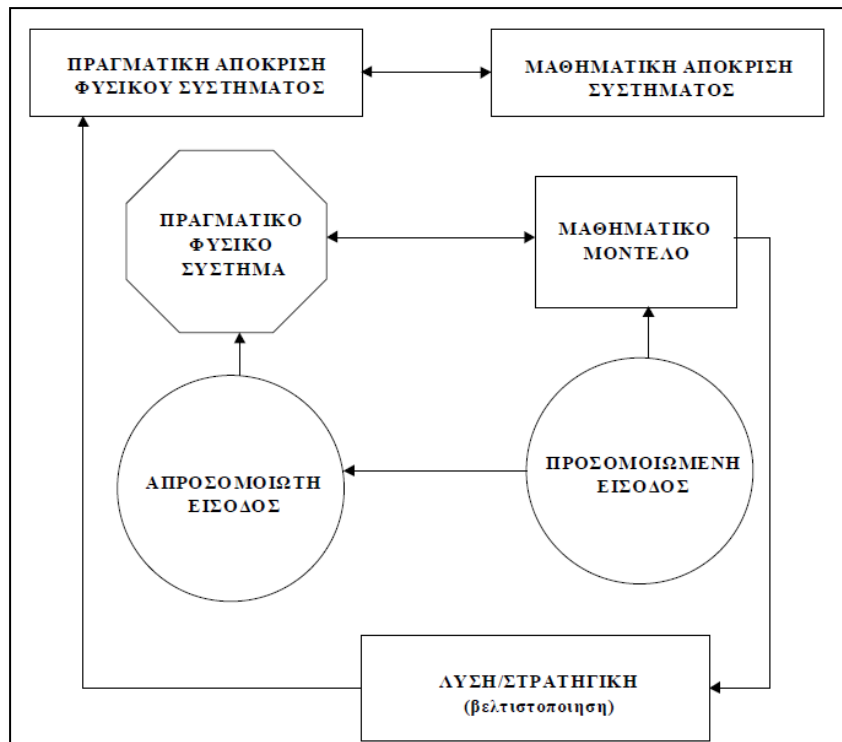 ΠΡΑΓΜΑΤΙΚΗ ΑΠΟΚΡΙΣΗ
ΦΥΣΙΚΟΥ ΣΥΣΤΗΜΑΤΟΣ
ΜΑΘΗΜΑΤΙΚΗ ΑΠΟΚΡΙΣΗ
ΣΥΣΤΗΜΑΤΟΣ
ΠΡΑΓΜΑΤΙΚΟ
ΦΥΣΙΚΟ
ΣΥΣΤΗΜΑ
ΜΑΘΗΜΑΤΙΚΟ
ΜΟΝΤΕΛΟ
ΑΠΡΟΣΟΜΟΙΩΤΗ
ΕΙΣΟΔΟΣ
ΠΡΟΣΟΜΟΙΩΜΕΝΗ
ΕΙΣΟΔΟΣ
ΛΥΣΗ/ΣΤΡΑΤΗΓΙΚΗ
(βελτιστοποιηση)